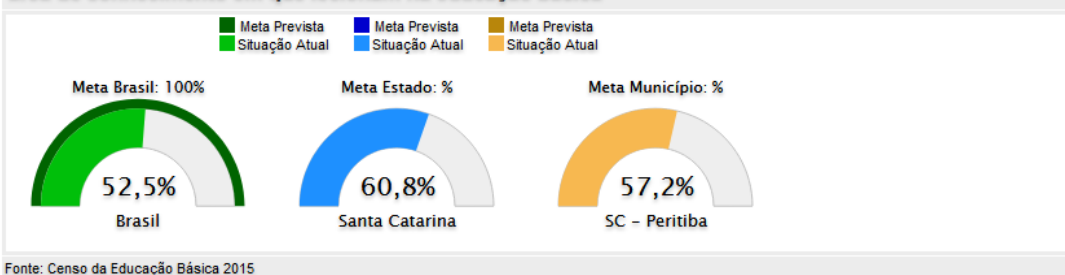 Meta Prevista Meta Prevista Meta Prevista
Situação Atual Situação Atual Situação Atual
Meta Brasil: 100% Meta Estado: % Meta Município: %
52,5% 60,8% 57,2%
Brasil Santa Catarina SC - Peritiba
Fonte: Censo da Educação Básica 2015